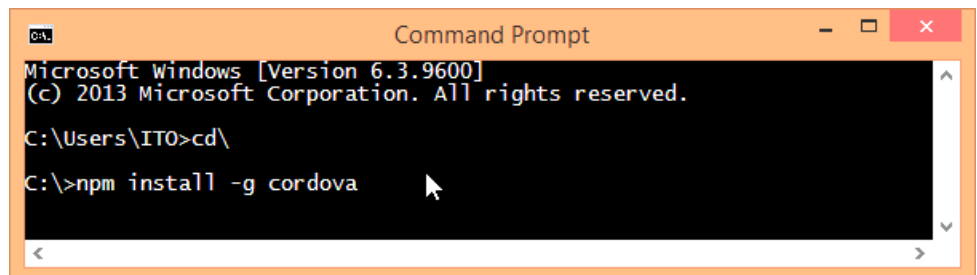 Command Prompt
Microsoft Windows [Version 6.3.9600]
(c) 2013 Microsoft Corporation. All rights reserved.
C:\Users\ITO>cd\
C:\>npm install -g cordova